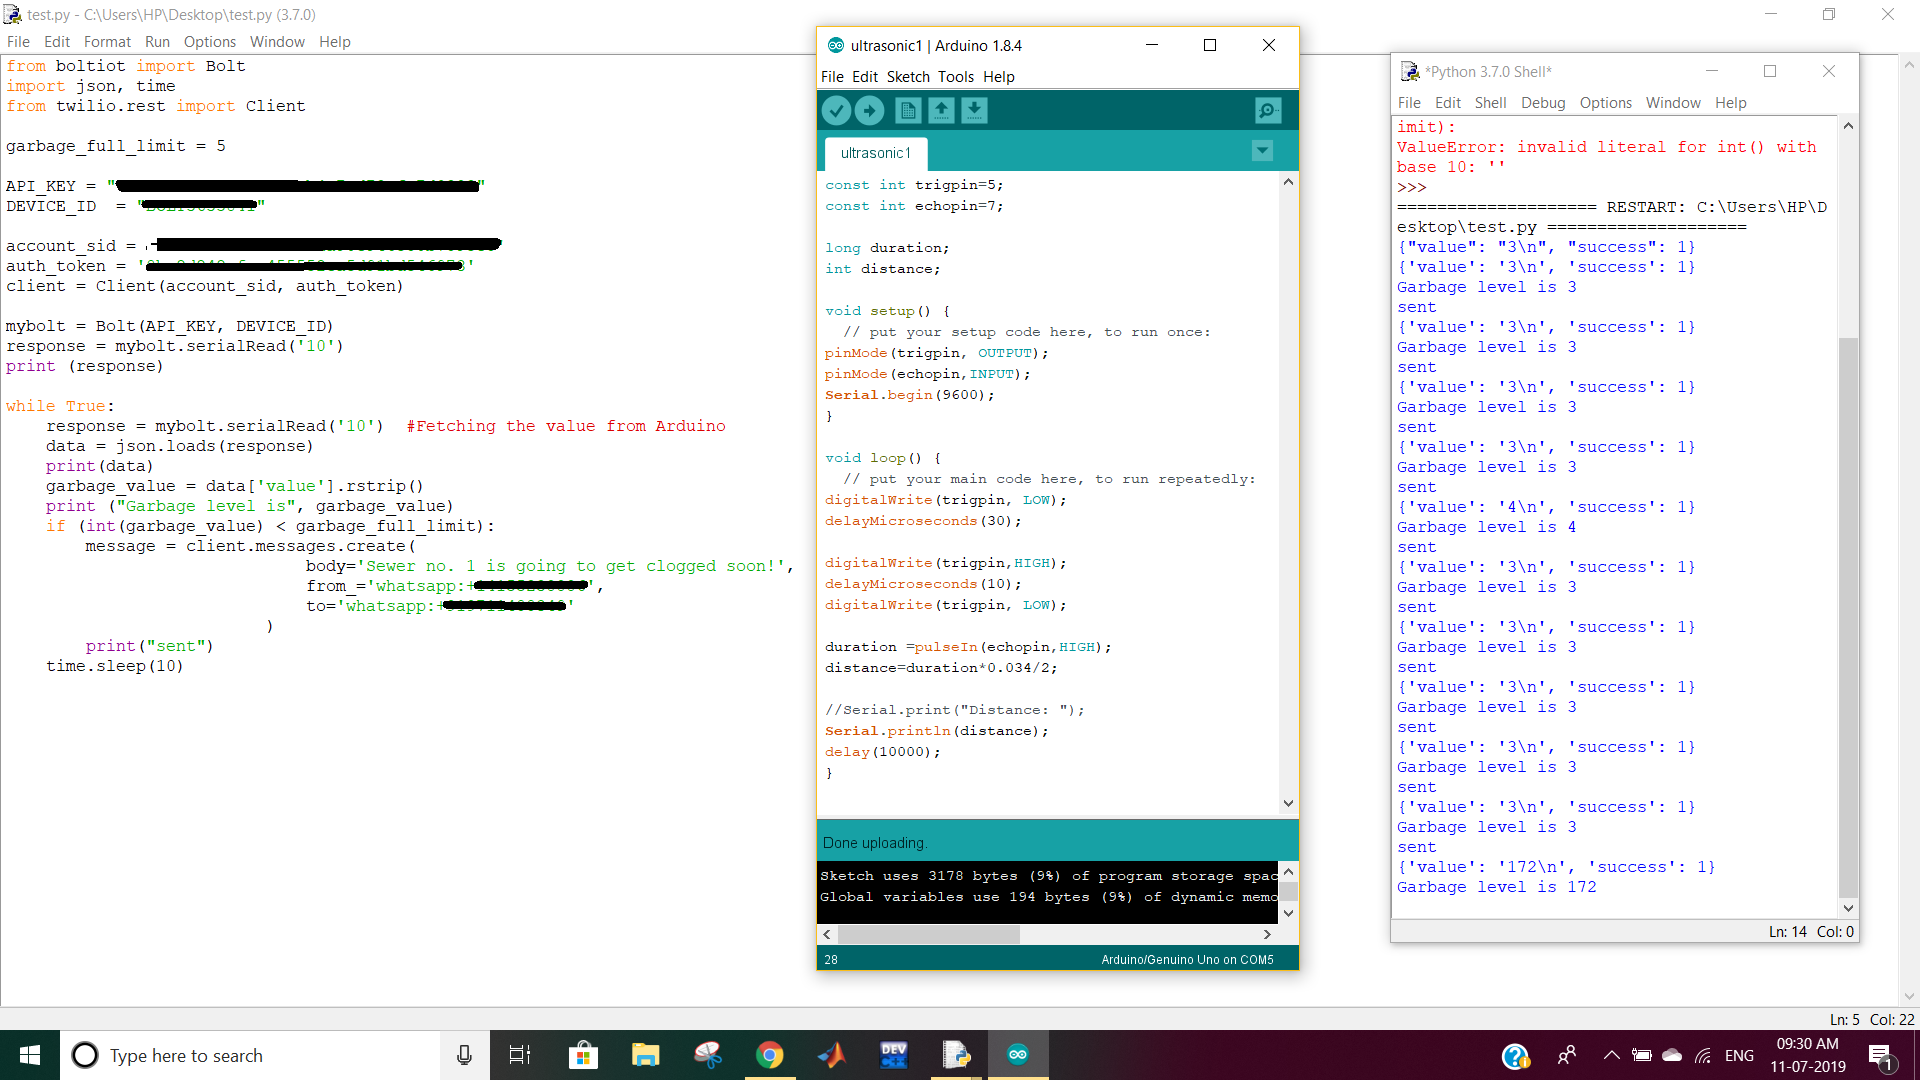 test.py - C:\Users\HP\Desktop\test.py (3.7.0)
File Edit Format Run Options Window Help
from boltiot import Bolt
import json, time
from twilio.rest import Client
garbage_full_limit = 5
API_KEY = "
"
DEVICE_ID  = "
"
account_sid =
auth_token = '
'
client = Client(account_sid, auth_token)
mybolt = Bolt(API_KEY, DEVICE_ID)
response = mybolt.serialRead('10')
print (response)
while True:
    response = mybolt.serialRead('10')  #Fetching the value from Arduino
    data = json.loads(response)
    print(data)
    garbage_value = data['value'].rstrip()
    print ("Garbage level is", garbage_value)
    if (int(garbage_value) < garbage_full_limit):
        message = client.messages.create(
                              body='Sewer no. 1 is going to get clogged soon!',
                              from_='whatsapp:+
',
                              to='whatsapp:+
'
                          )
        print("sent")
    time.sleep(10)
ultrasonic1 | Arduino 1.8.4
File Edit Sketch Tools Help
ultrasonic1
const int trigpin=5;
const int echopin=7;
long duration;
int distance;
void setup() {
  // put your setup code here, to run once:
pinMode(trigpin, OUTPUT);
pinMode(echopin,INPUT);
Serial.begin(9600);
}
void loop() {
  // put your main code here, to run repeatedly:
digitalWrite(trigpin, LOW);
delayMicroseconds(30);
digitalWrite(trigpin,HIGH);
delayMicroseconds(10);
digitalWrite(trigpin, LOW);
duration =pulseIn(echopin,HIGH);
distance=duration*0.034/2;
//Serial.print("Distance: ");
Serial.println(distance);
delay(10000);
}
Done uploading.
Sketch uses 3178 bytes (9%) of program storage spac
Global variables use 194 bytes (9%) of dynamic memo
28
Arduino/Genuino Uno on COM5
*Python 3.7.0 Shell*
File Edit Shell Debug Options Window Help
imit):
ValueError: invalid literal for int() with
base 10: ''
>>>
==================== RESTART: C:\Users\HP\D
esktop\test.py ====================
{"value": "3\n", "success": 1}
{'value': '3\n', 'success': 1}
Garbage level is 3
sent
{'value': '3\n', 'success': 1}
Garbage level is 3
sent
{'value': '3\n', 'success': 1}
Garbage level is 3
sent
{'value': '3\n', 'success': 1}
Garbage level is 3
sent
{'value': '4\n', 'success': 1}
Garbage level is 4
sent
{'value': '3\n', 'success': 1}
Garbage level is 3
sent
{'value': '3\n', 'success': 1}
Garbage level is 3
sent
{'value': '3\n', 'success': 1}
Garbage level is 3
sent
{'value': '3\n', 'success': 1}
Garbage level is 3
sent
{'value': '3\n', 'success': 1}
Garbage level is 3
sent
{'value': '172\n', 'success': 1}
Garbage level is 172
Ln: 14 Col: 0
Ln: 5 Col: 22
Type here to search
DEV
ENG
09:30 AM
11-07-2019
1